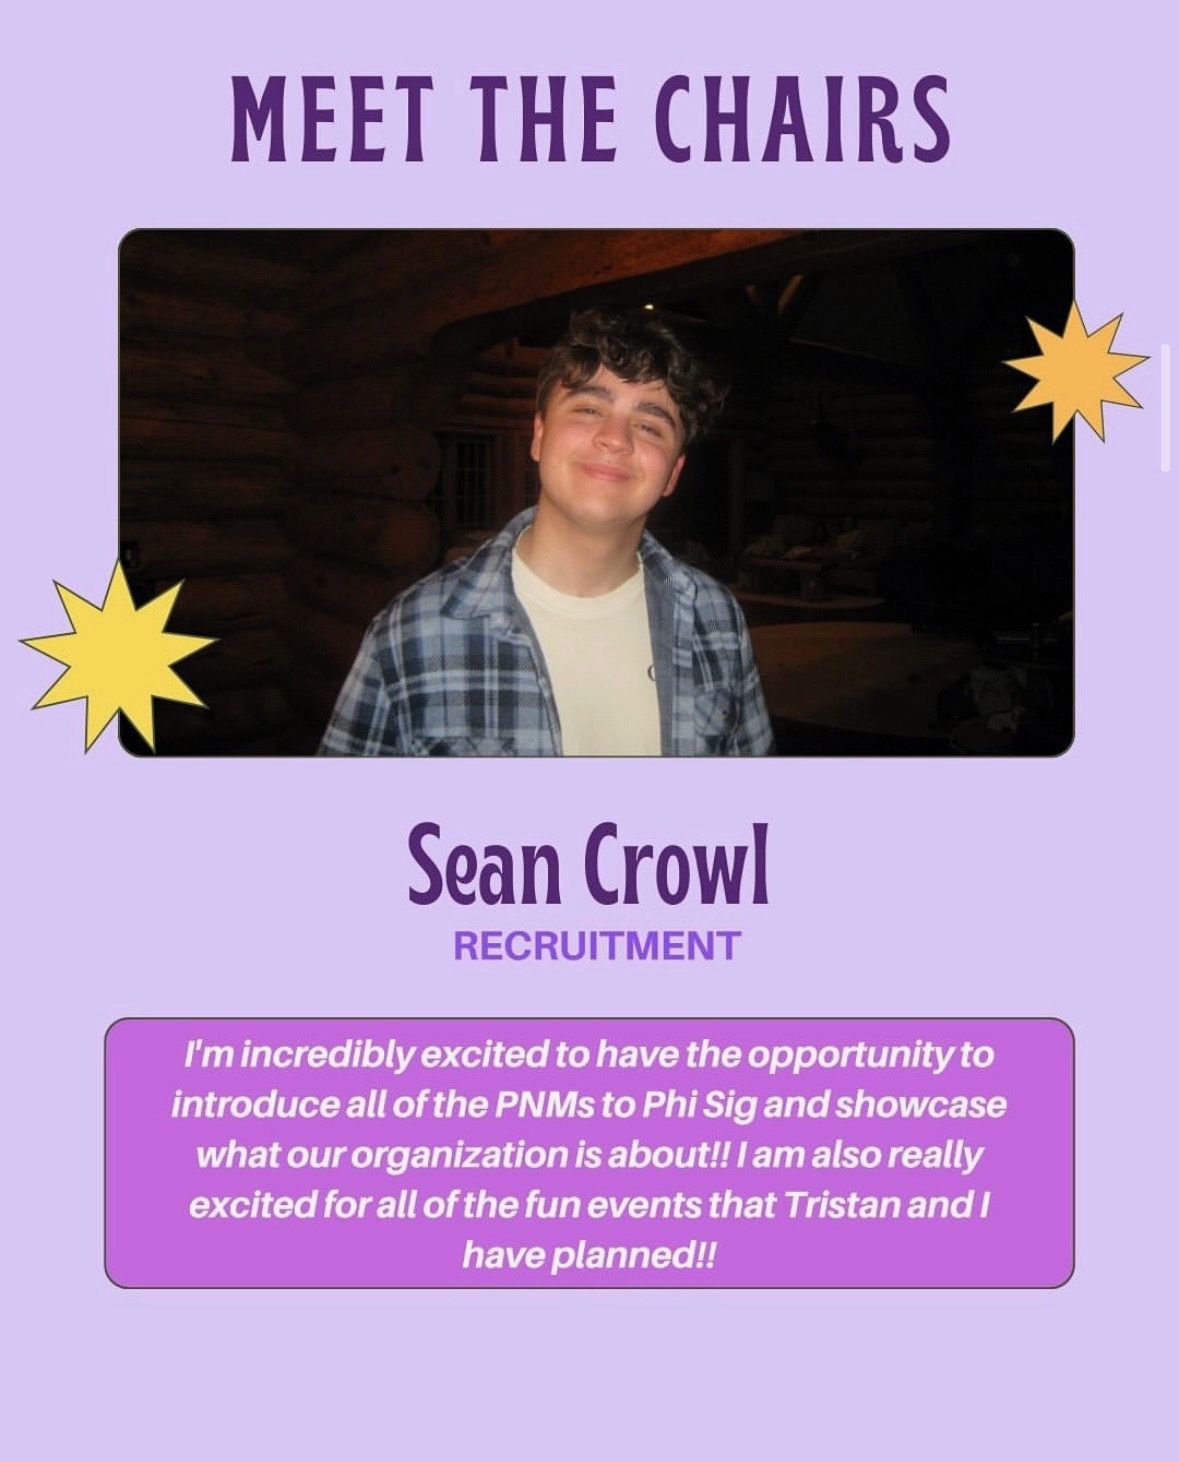 MEET THE CHAIRS
Sean Crowl
RECRUITMENT
I'm incredibly excited to have the opportunity to
introduce all of the PNMs to Phi Sig and showcase
what our organization is about!! I am also really
excited for all of the fun events that Tristan and I
have planned!!